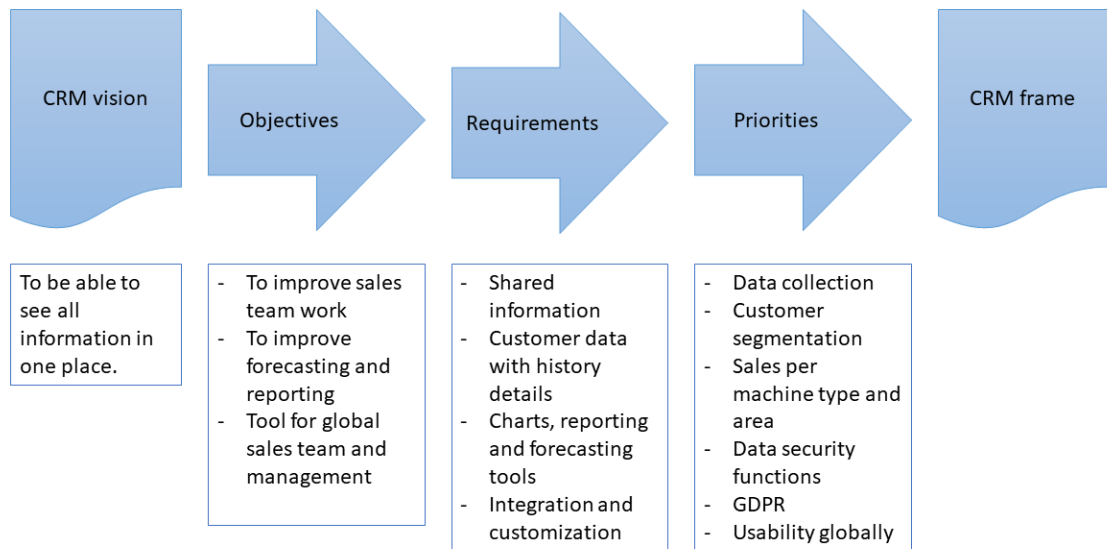 CRM vision
Objectives
Requirements
Priorities
CRM frame
To be able to
see all
information in
one place.
- To improve sales
team work
- To improve
forecasting and
reporting
- Tool for global
sales team and
management
- Shared
information
- Customer data
with history
details
- Charts, reporting
and forecasting
tools
- Integration and
customization
- Data collection
- Customer
segmentation
- Sales per
machine type and
area
- Data security
functions
- GDPR
- Usability globally